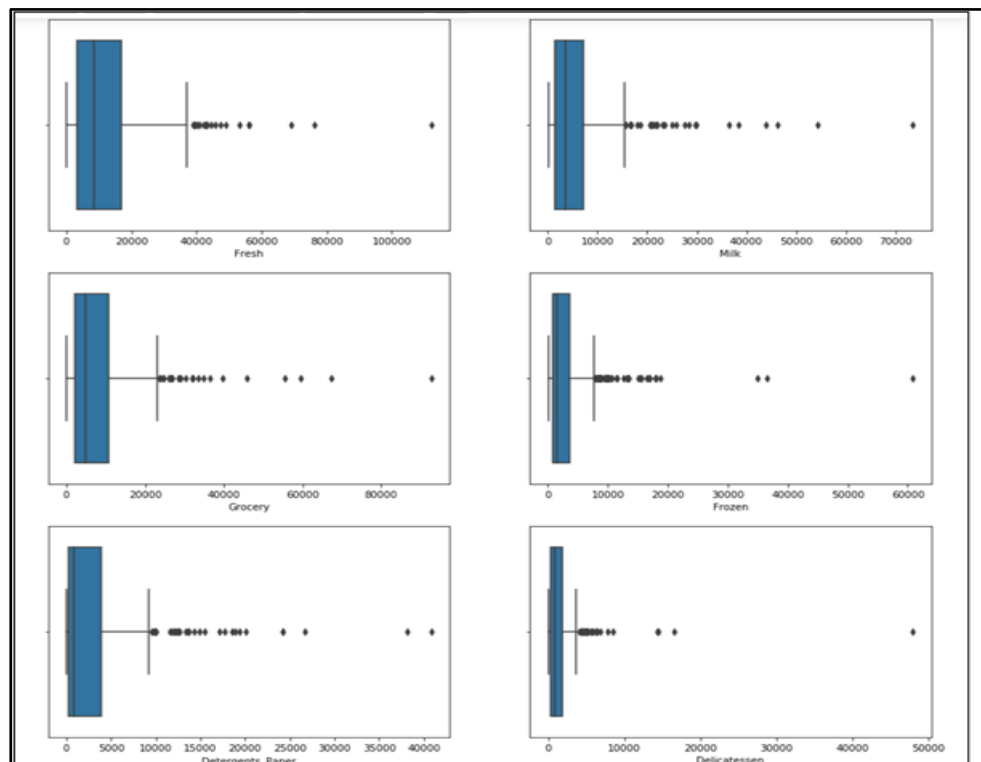 0 20000 40000 60000 80000 100000
Fresh
0 10000 20000 30000 40000 50000 60000 70000
Milk
0 20000 40000 60000 80000
Grocery
0 10000 20000 30000 40000 50000 60000
Frozen
0 5000 10000 15000 20000 25000 30000 35000 40000
Detergents_Paper
0 10000 20000 30000 40000 50000
Delicatessen